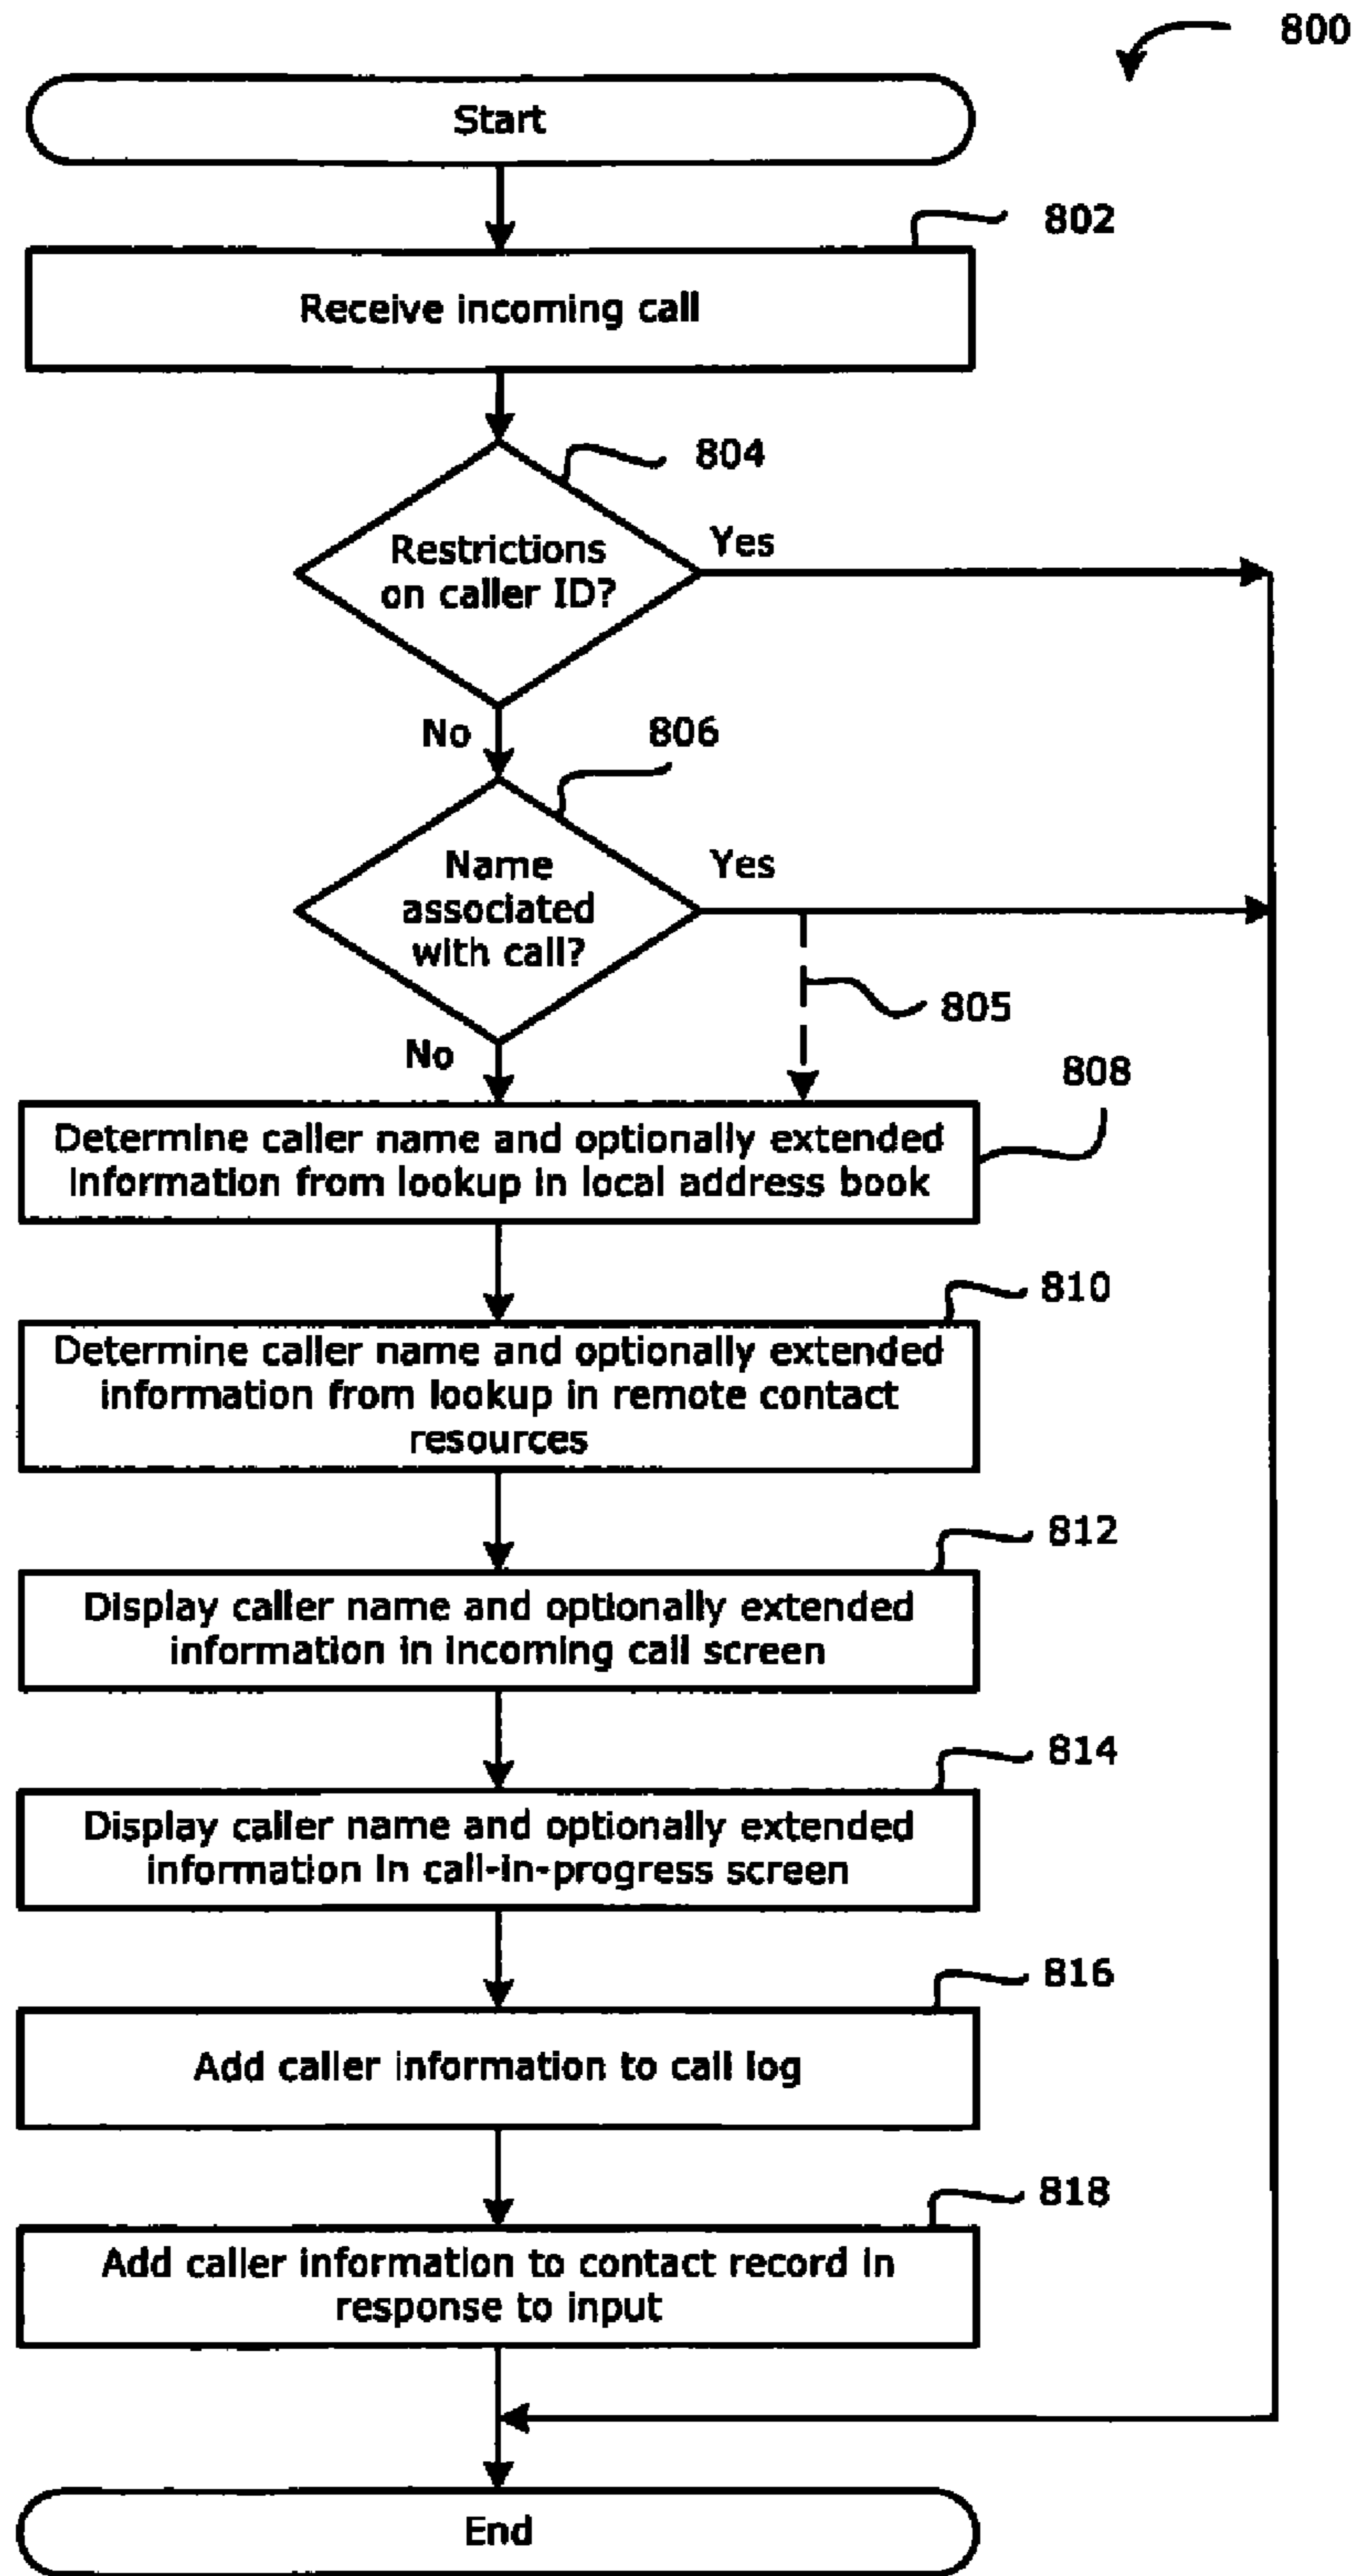 800
Start
802
Receive incoming call
804
Restrictions
on caller ID?
Yes
No
806
Name
associated
with call?
Yes
805
No
808
Determine caller name and optionally extended
information from lookup in local address book
810
Determine caller name and optionally extended
information from lookup in remote contact
resources
812
Display caller name and optionally extended
information in incoming call screen
814
Display caller name and optionally extended
information in call-in-progress screen
816
Add caller information to call log
818
Add caller information to contact record in
response to input
End